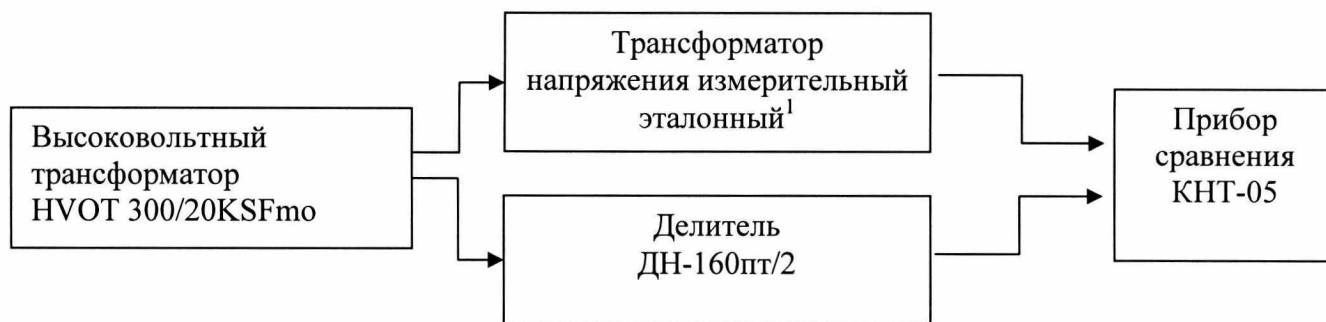 Высоковольтный
трансформатор
HVOT 300/20KSFmo
Трансформатор
напряжения измерительный
эталонный¹
Делитель
ДН-160пт/2
Прибор
сравнения
КНТ-05